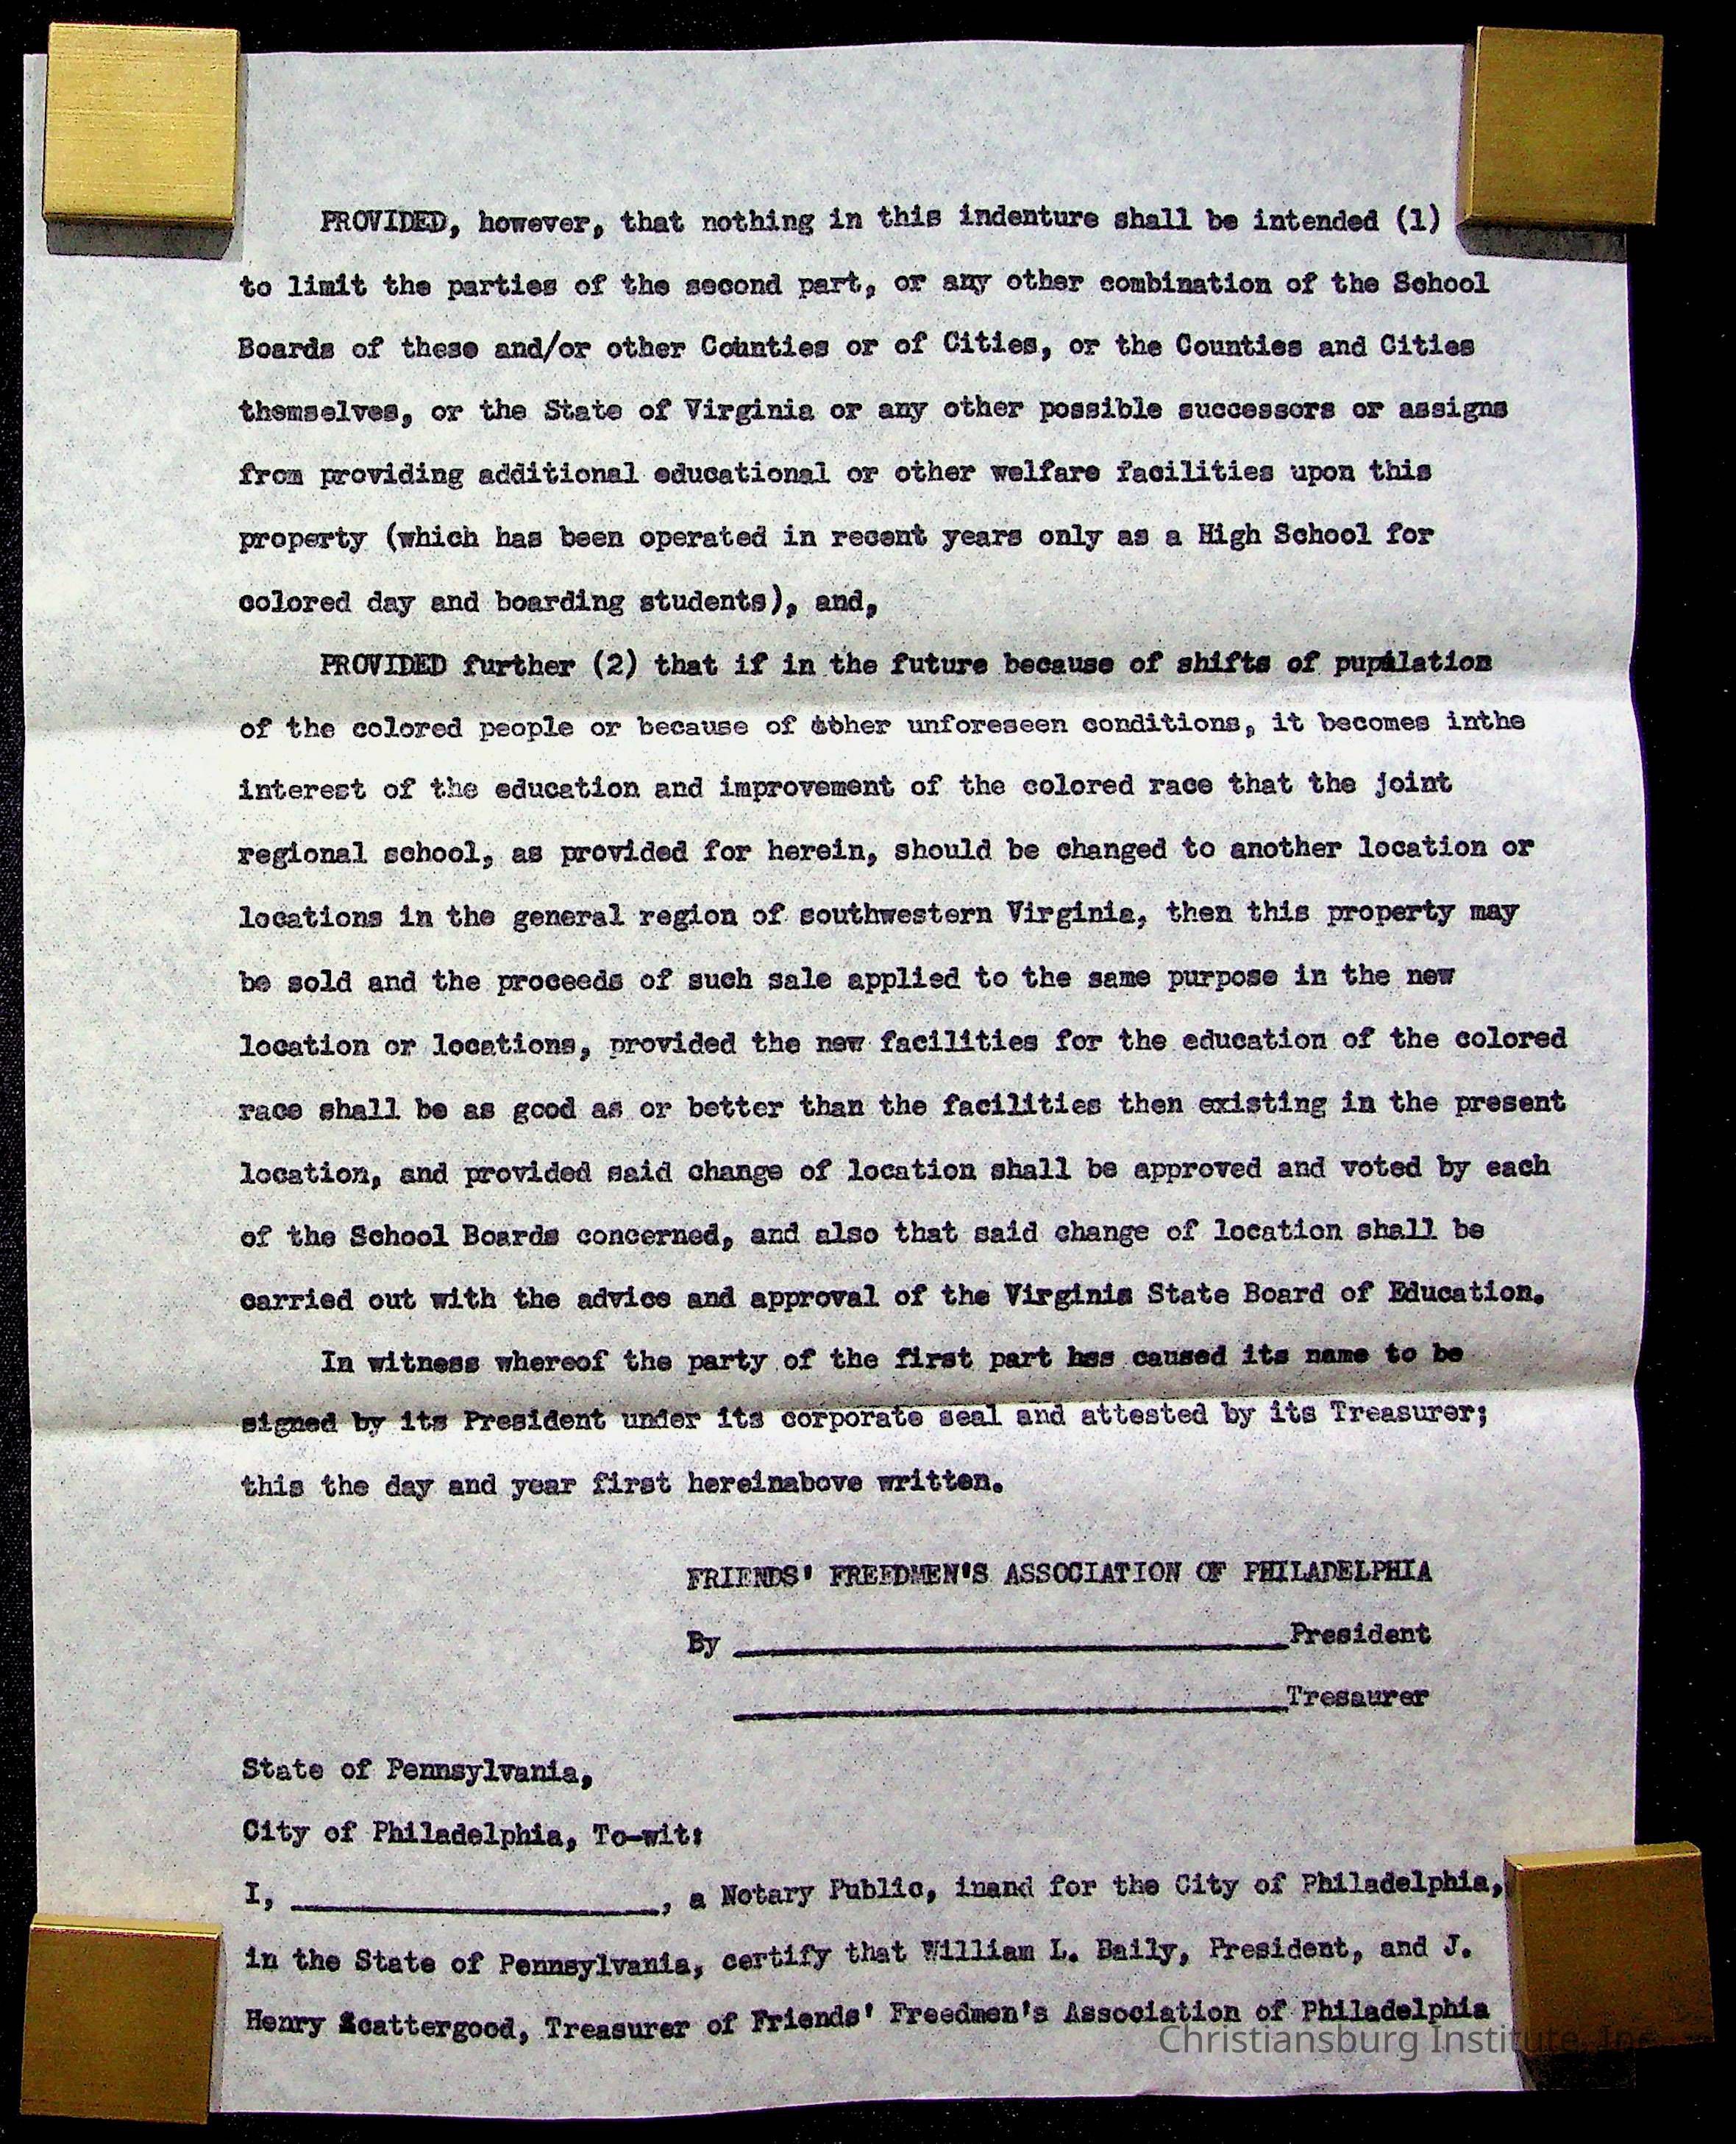 PROVIDED, however, that nothing in this indenture shall be intended (1)
to limit the parties of the second part, or any other combination of the School
Boards of these and/or other Counties or of Cities, or the Counties and Cities
themselves, or the State of Virginia or any other possible successors or assigns
from providing additional educational or other welfare facilities upon this
property (which has been operated in recent years only as a High School for
colored day and boarding students), and,
PROVIDED further (2) that if in the future because of shifts of pupulation
of the colored people or because of other unforeseen conditions, it becomes inthe
interest of the education and improvement of the colored race that the joint
regional school, as provided for herein, should be changed to another location or
locations in the general region of southwestern Virginia, then this property may
be sold and the proceeds of such sale applied to the same purpose in the new
location or locations, provided the new facilities for the education of the colored
race shall be as good as or better than the facilities then existing in the present
location, and provided said change of location shall be approved and voted by each
of the School Boards concerned, and also that said change of location shall be
carried out with the advice and approval of the Virginia State Board of Education.
In witness whereof the party of the first part has caused its name to be
signed by its President under its corporate seal and attested by its Treasurer;
this the day and year first hereinabove written.
FRIENDS' FREEDMEN'S ASSOCIATION OF PHILADELPHIA
By ____________________President
____________________Tresaurer
State of Pennsylvania,
City of Philadelphia, To-wit:
I, ____________________, a Notary Public, inand for the City of Philadelphia,
in the State of Pennsylvania, certify that William L. Baily, President, and J.
Henry Scattergood, Treasurer of Friends' Freedmen's Association of Philadelphia
Christiansburg Institute, Inc